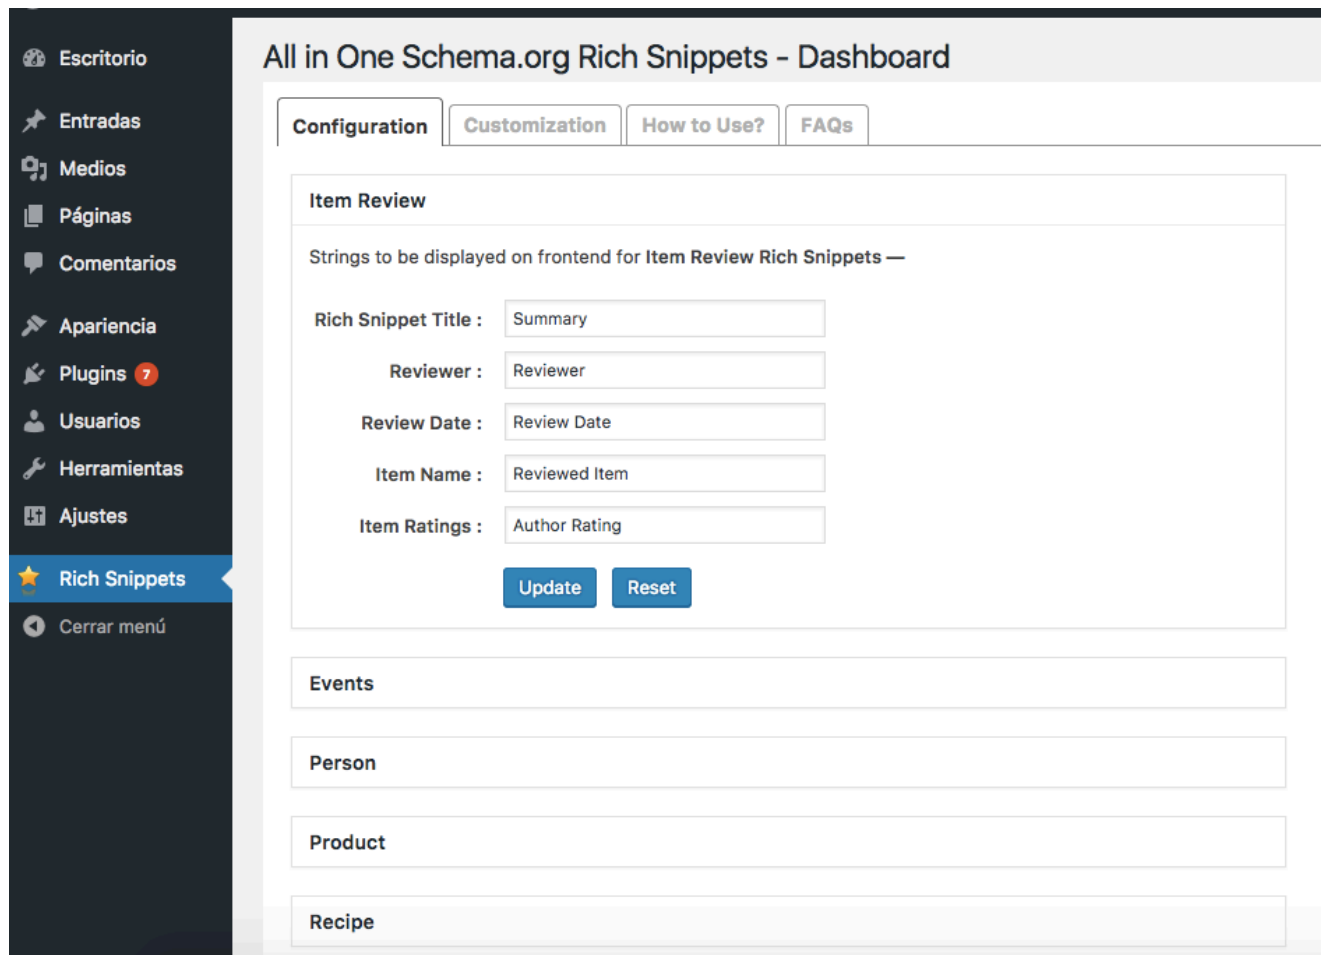 Escritorio
Entradas
Medios
Páginas
Comentarios
Apariencia
Plugins 7
Usuarios
Herramientas
Ajustes
Rich Snippets
Cerrar menú
All in One Schema.org Rich Snippets - Dashboard
Configuration Customization How to Use? FAQs
Item Review
Strings to be displayed on frontend for Item Review Rich Snippets —
Rich Snippet Title : Summary
Reviewer : Reviewer
Review Date : Review Date
Item Name : Reviewed Item
Item Ratings : Author Rating
Update Reset
Events
Person
Product
Recipe